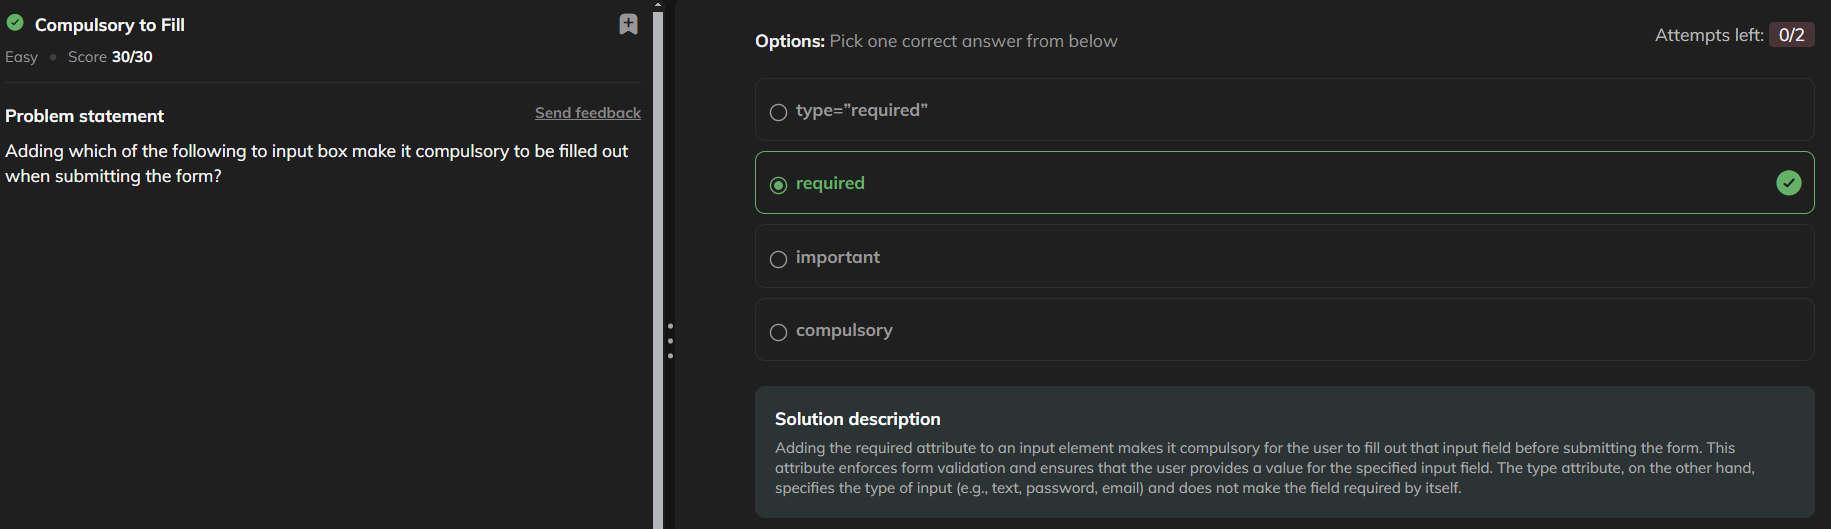 Compulsory to Fill
Easy • Score 30/30
Problem statement
Send feedback
Adding which of the following to input box make it compulsory to be filled out
when submitting the form?
Options: Pick one correct answer from below
Attempts left: 0/2
type=”required”
required
important
compulsory
Solution description
Adding the required attribute to an input element makes it compulsory for the user to fill out that input field before submitting the form. This
attribute enforces form validation and ensures that the user provides a value for the specified input field. The type attribute, on the other hand,
specifies the type of input (e.g., text, password, email) and does not make the field required by itself.